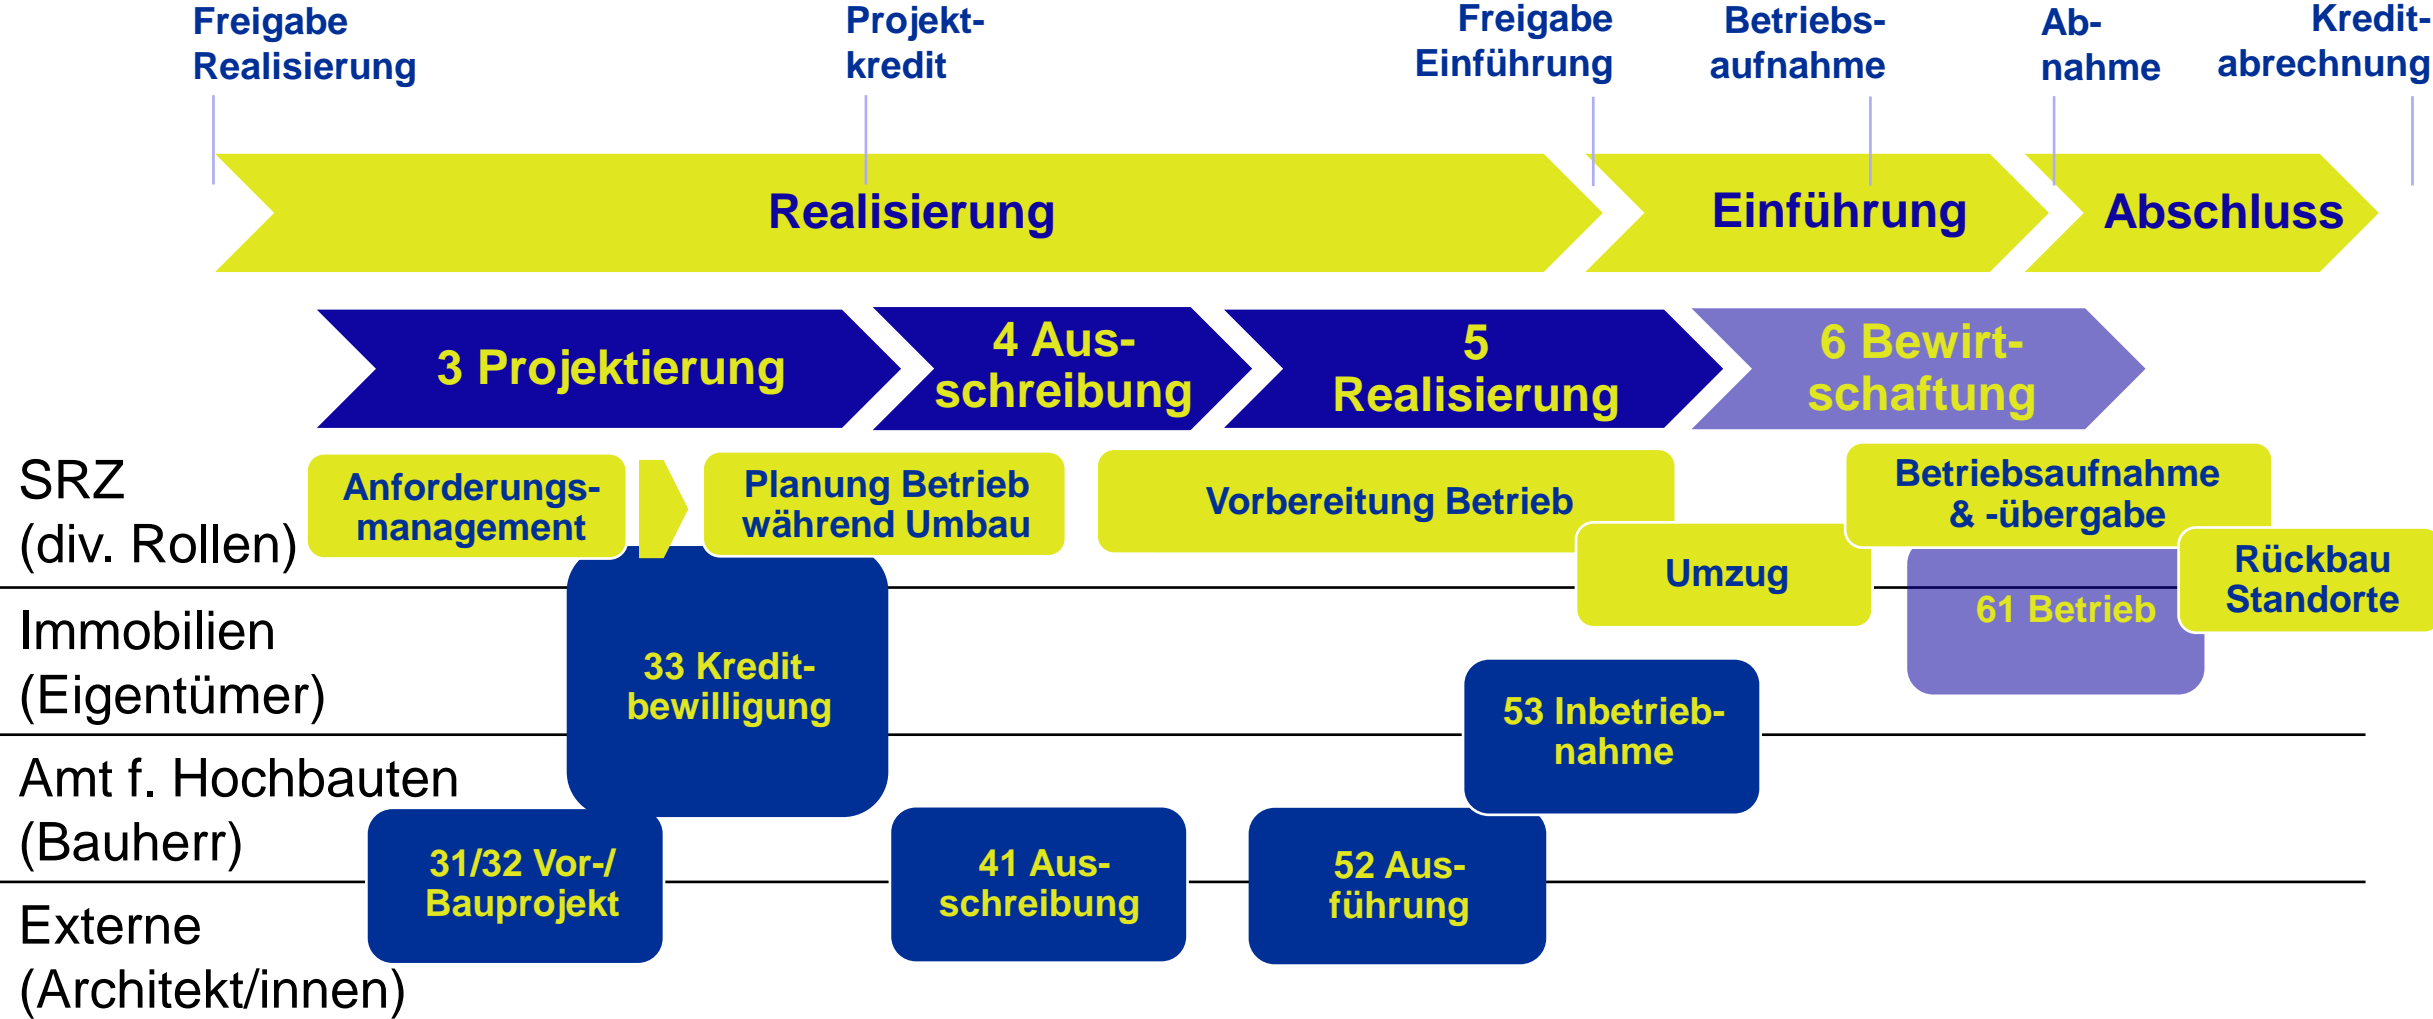 Freigabe
Realisierung
Projekt-
kredit
Freigabe
Einführung
Betriebs-
aufnahme
Ab-
nahme
Kredit-
abrechnung
Realisierung
Einführung
Abschluss
3 Projektierung
4 Aus-
schreibung
5
Realisierung
6 Bewirt-
schaftung
SRZ
(div. Rollen)
Anforderungs-
management
Planung Betrieb
während Umbau
Vorbereitung Betrieb
Umzug
Betriebsaufnahme
& -übergabe
Rückbau
Standorte
Immobilien
(Eigentümer)
33 Kredit-
bewilligung
61 Betrieb
53 Inbetrieb-
nahme
Amt f. Hochbauten
(Bauherr)
31/32 Vor-/
Bauprojekt
41 Aus-
schreibung
52 Aus-
führung
Externe
(Architekt/innen)